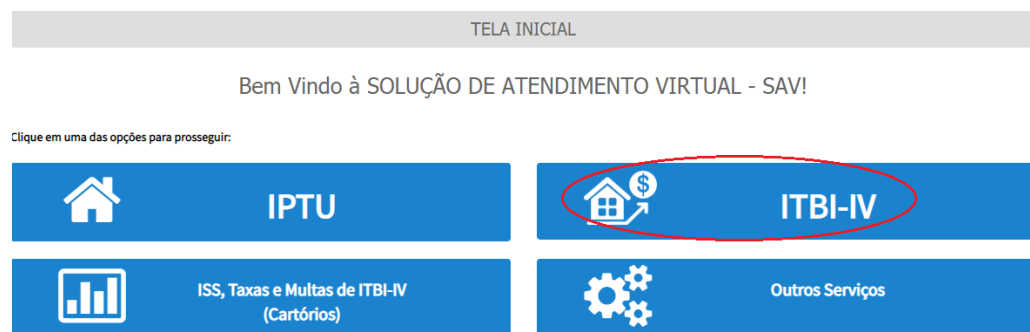 TELA INICIAL
Bem Vindo à SOLUÇÃO DE ATENDIMENTO VIRTUAL - SAV!
Clique em uma das opções para prosseguir:
IPTU
$
ITBI-IV
ISS, Taxas e Multas de ITBI-IV
(Cartórios)
Outros Serviços